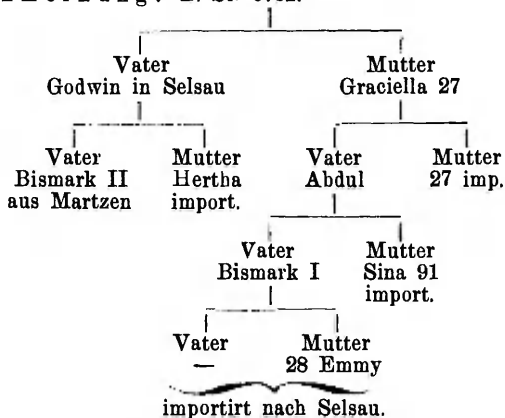 Vater Mutter
Godwin in Selsau Graciella 27
Vater Mutter Vater Mutter
Bismark II Hertha Abdul 27 imp.
aus Martzen import.
Vater Mutter
Bismark I Sina 91
import.
Vater Mutter
— 28 Emmy
importirt nach Selsau.